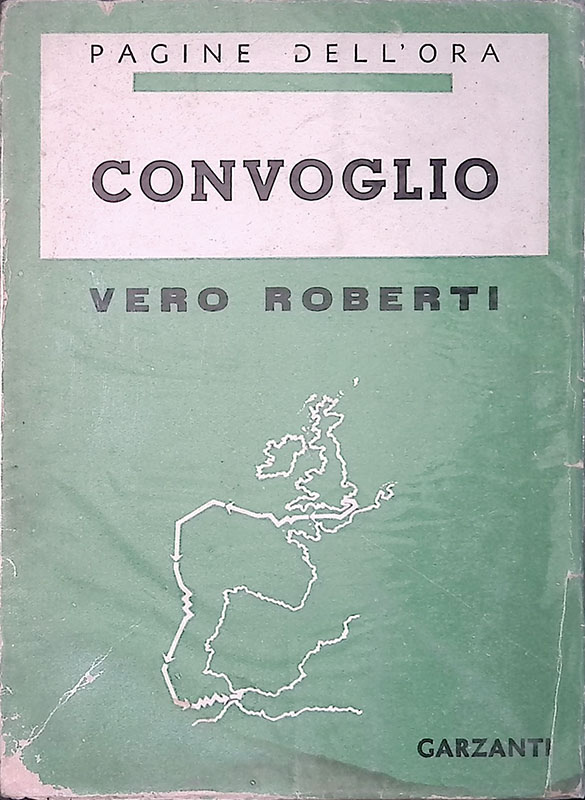 PAGINE DELL'ORA
CONVOGLIO
VERO ROBERTI
GARZANTI